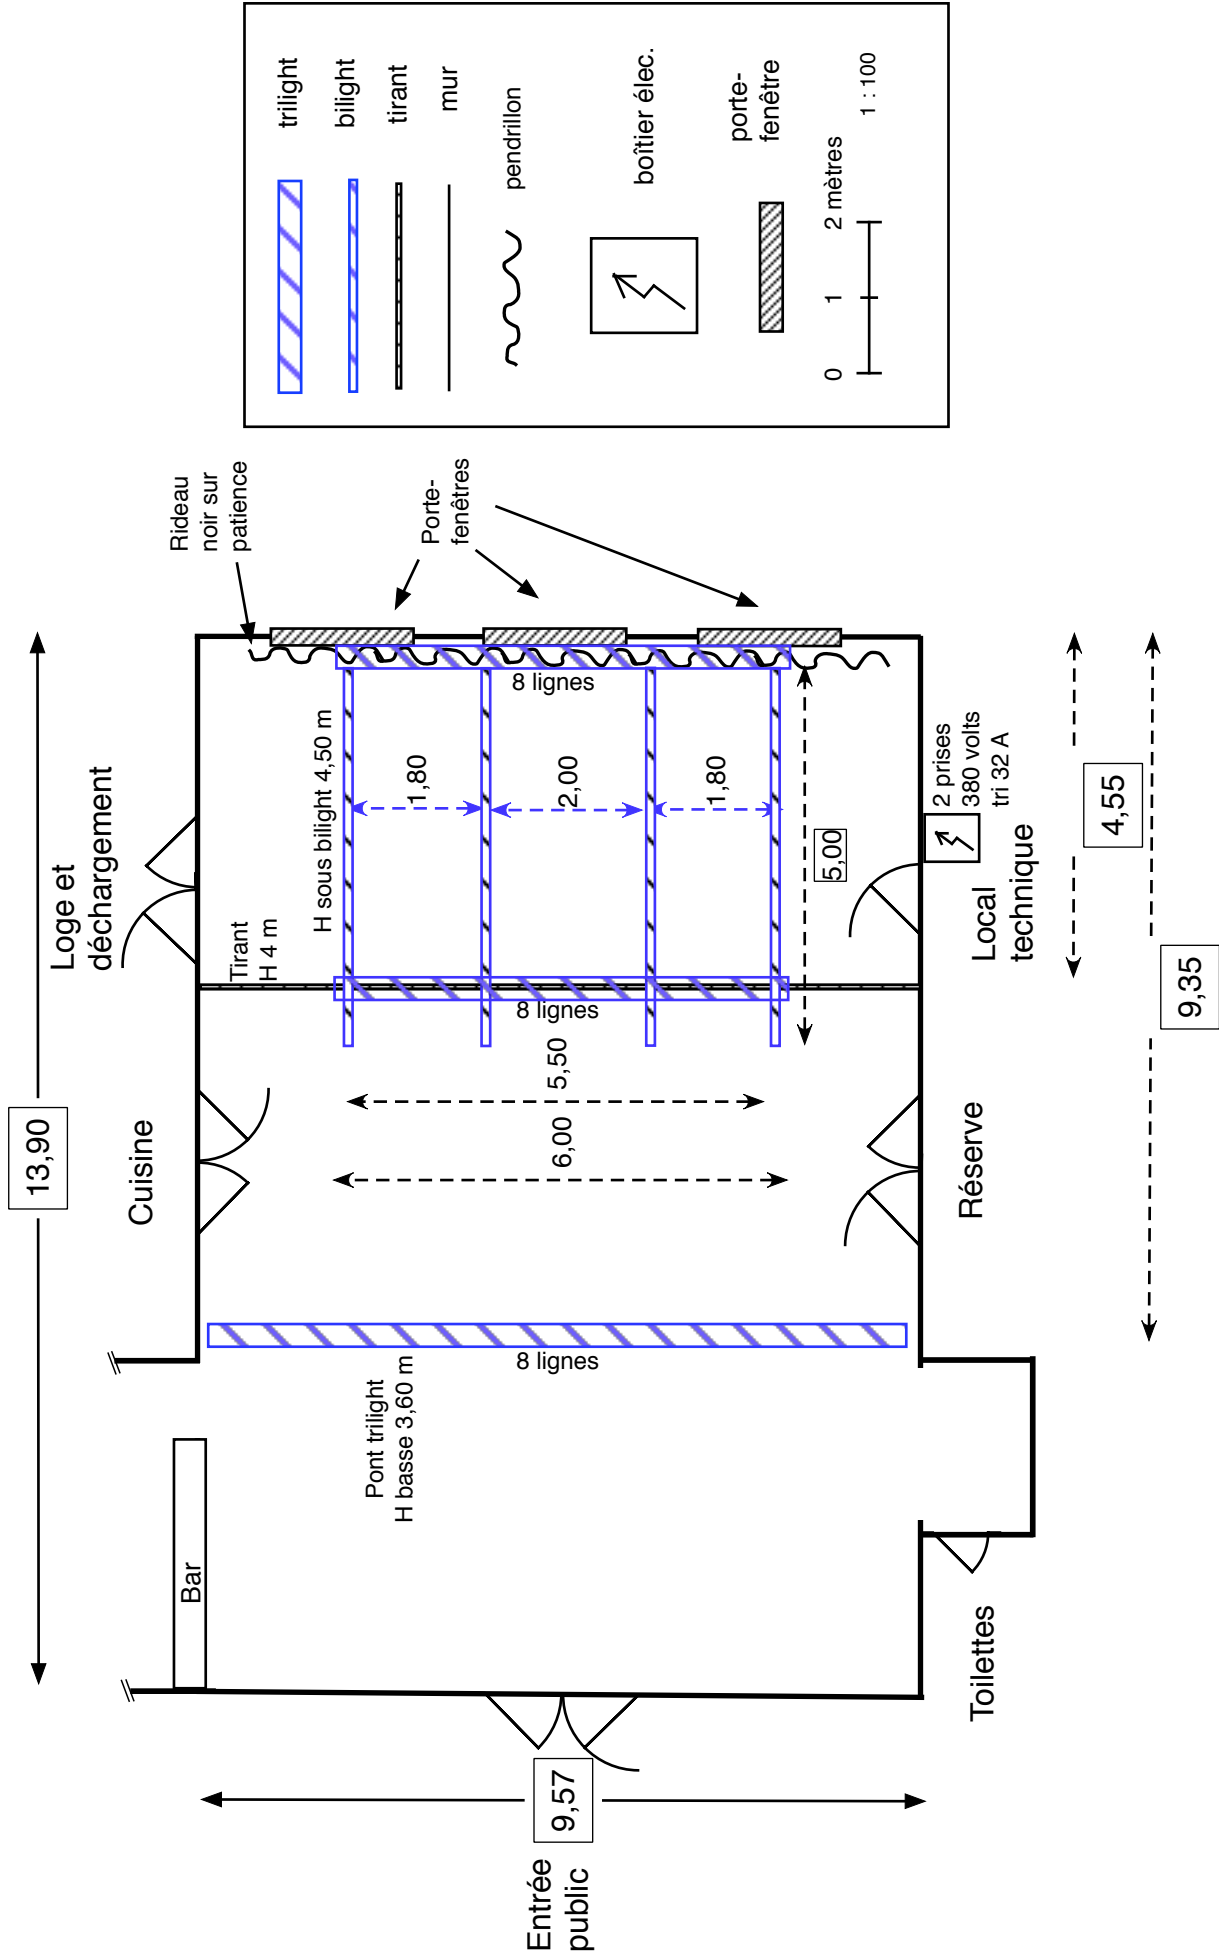 13,90
Loge et
déchargement
Cuisine
Bar
Rideau
noir sur
patience
Porte-
fenêtres
Tirant
H 4 m
H sous bilight 4,50 m
8 lignes
1,80
2,00
1,80
5,00
8 lignes
5,50
6,00
8 lignes
Pont trilight
H basse 3,60 m
2 prises
380 volts
tri 32 A
Local
technique
Réserve
Toilettes
4,55
9,35
9,57
Entrée
public
trilight
bilight
tirant
mur
pendrillon
boîtier élec.
porte-
fenêtre
0 1 2 mètres
1 : 100